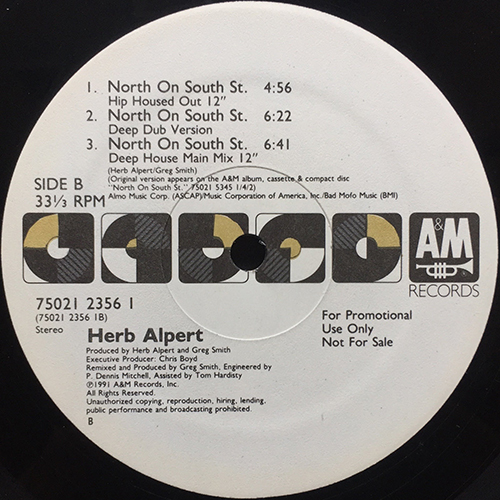 1. North On South St. 4:56
Hip Housed Out 12"
2. North On South St. 6:22
Deep Dub Version
3. North On South St. 6:41
Deep House Main Mix 12"
(Herb Alpert/Greg Smith)
(Original version appears on the A&M album, cassette & compact disc
"North On South St." 75021 5345 1/4/2)
Almo Music Corp. (ASCAP)/Music Corporation of America, Inc./Bad Mofo Music (BMI)
SIDE B
33⅓ RPM
A&M
RECORDS
75021 2356 1
(75021 2356 1B)
Stereo
Herb Alpert
For Promotional
Use Only
Not For Sale
Produced by Herb Alpert and Greg Smith
Executive Producer: Chris Boyd
Remixed and Produced by Greg Smith, Engineered by
P. Dennis Mitchell, Assisted by Tom Hardisty
℗1991 A&M Records, Inc.
All Rights Reserved.
Unauthorized copying, reproduction, hiring, lending,
public performance and broadcasting prohibited.
B